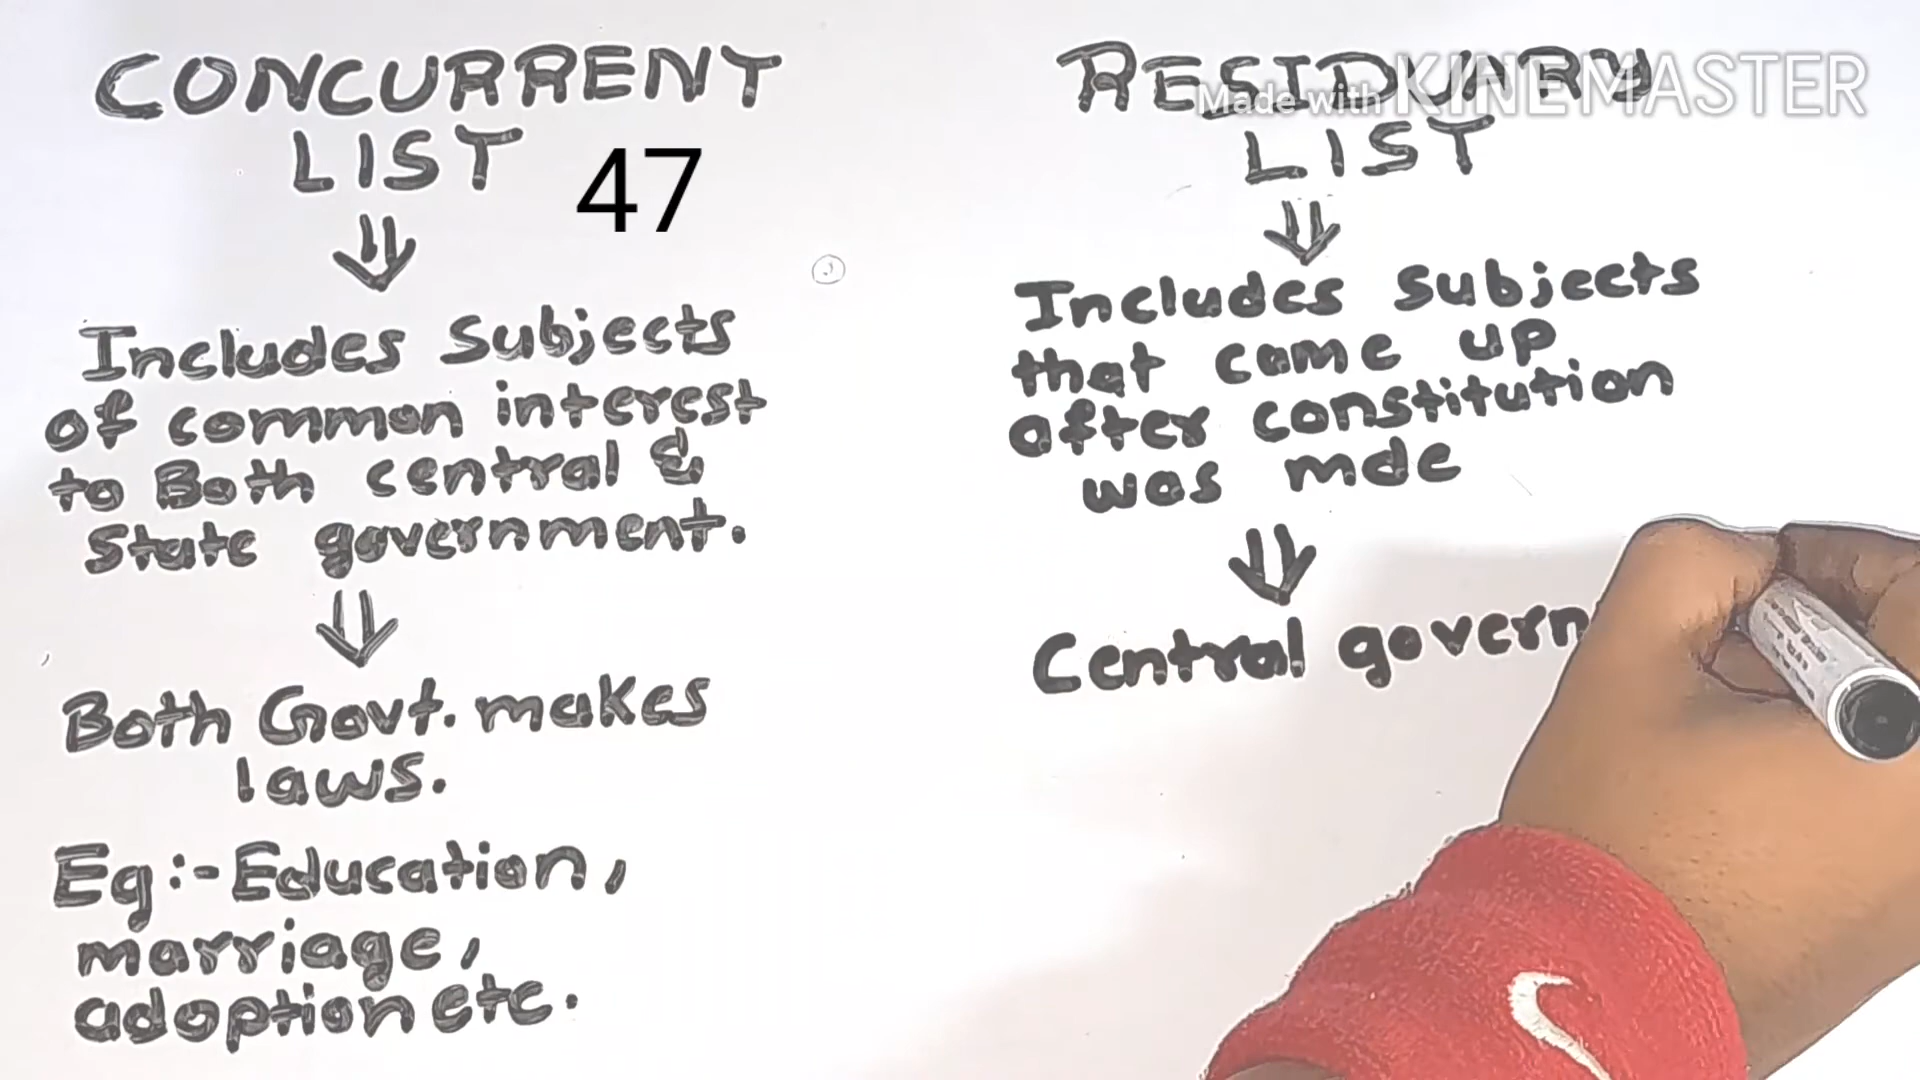 CONCURRENT
LIST 47
Includes Subjects
of common interest
to Both central &
State government.
Both Govt. makes
laws.
Eg:- Education,
marriage,
adoption etc.
RESIDUARY
Made with KINEMASTER
LIST
Includes Subjects
that came up
after constitution
was mde
Central govern